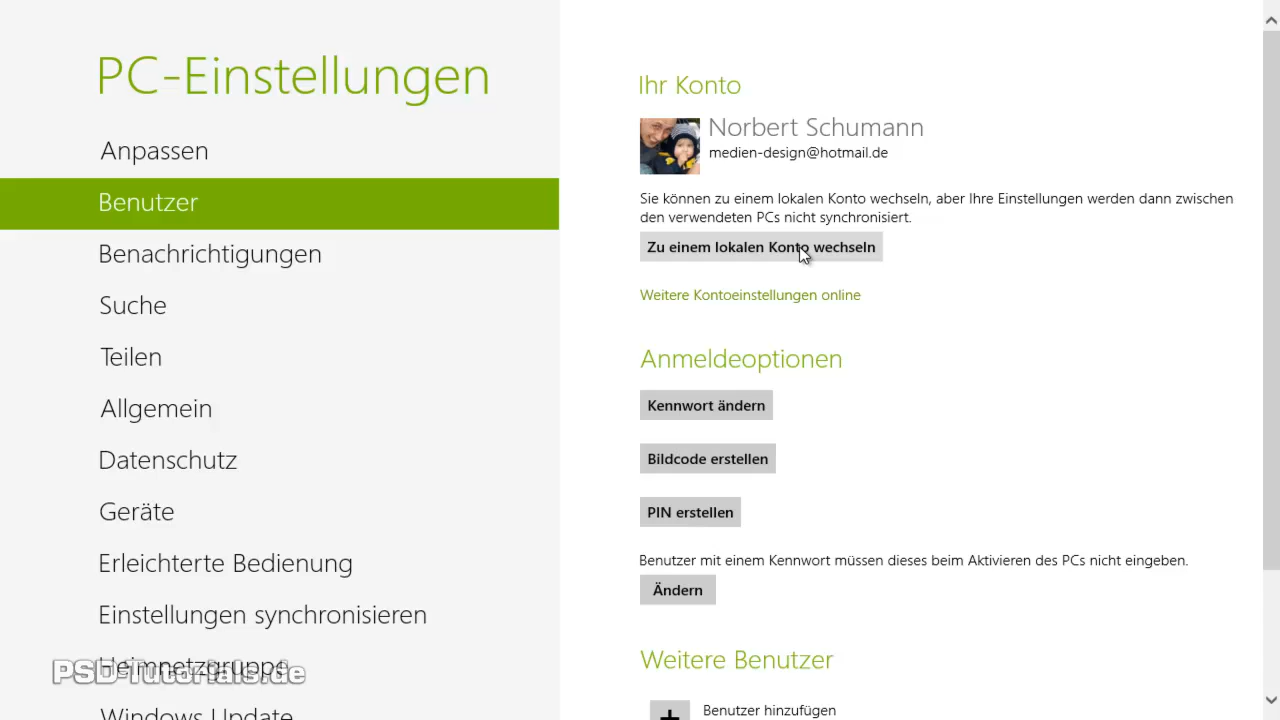 PC-Einstellungen
Anpassen
Benutzer
Benachrichtigungen
Suche
Teilen
Allgemein
Datenschutz
Geräte
Erleichterte Bedienung
Einstellungen synchronisieren
Heimnetzgruppe
PSD-Tutorials.de
Windows Update
Ihr Konto
Norbert Schumann
medien-design@hotmail.de
Sie können zu einem lokalen Konto wechseln, aber Ihre Einstellungen werden dann zwischen
den verwendeten PCs nicht synchronisiert.
Zu einem lokalen Konto wechseln
Weitere Kontoeinstellungen online
Anmeldeoptionen
Kennwort ändern
Bildcode erstellen
PIN erstellen
Benutzer mit einem Kennwort müssen dieses beim Aktivieren des PCs nicht eingeben.
Ändern
Weitere Benutzer
Benutzer hinzufügen